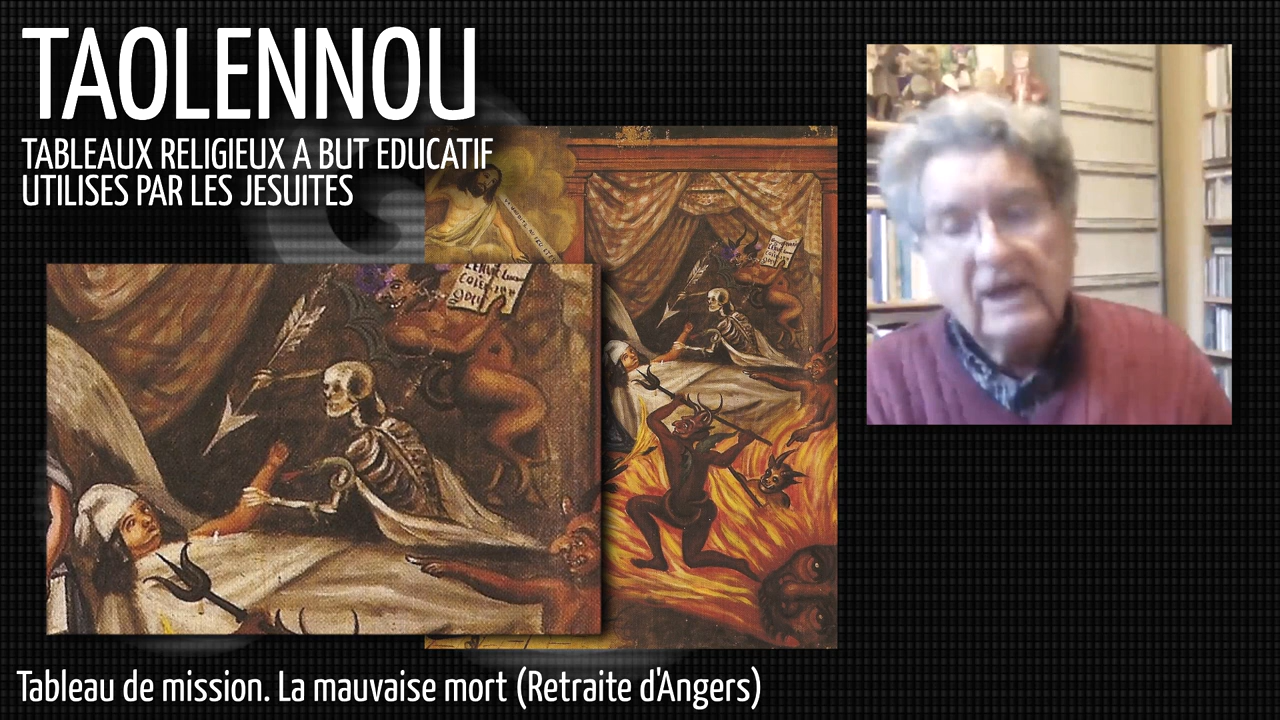 TAOLENNOU
TABLEAUX RELIGIEUX A BUT EDUCATIF
UTILISES PAR LES JESUITES
Tableau de mission. La mauvaise mort (Retraite d'Angers)